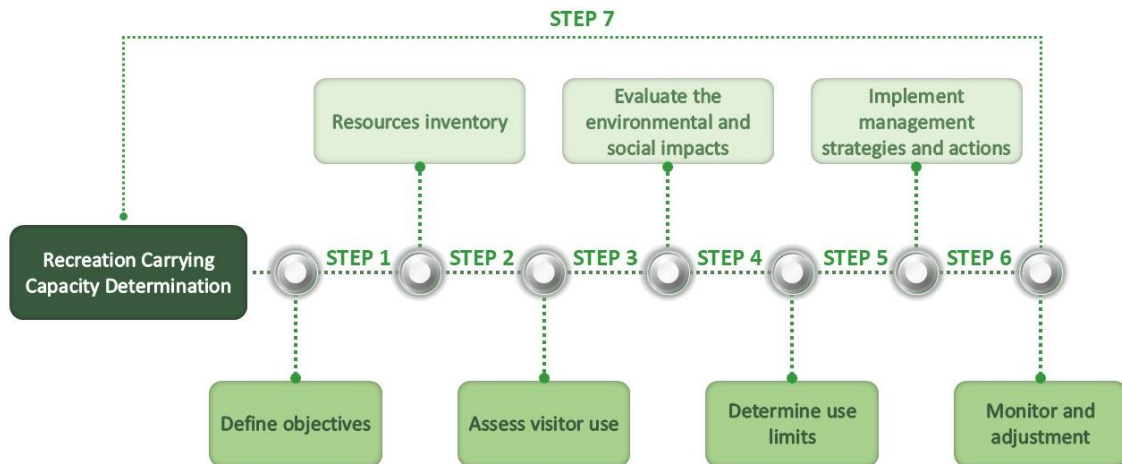 STEP 7
Resources inventory
Evaluate the
environmental and
social impacts
Implement
management
strategies and actions
Recreation Carrying
Capacity Determination
STEP 1
STEP 2
STEP 3
STEP 4
STEP 5
STEP 6
Define objectives
Assess visitor use
Determine use
limits
Monitor and
adjustment